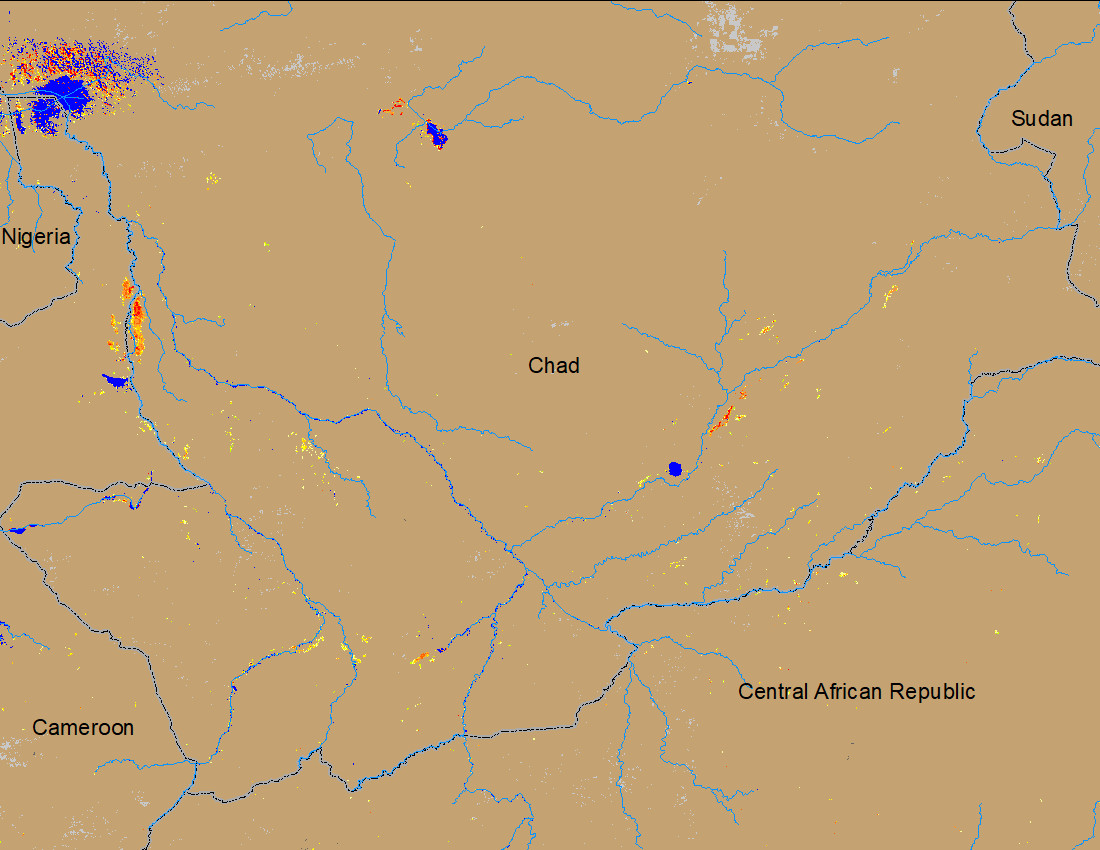 Sudan
Nigeria
Chad
Central African Republic
Cameroon